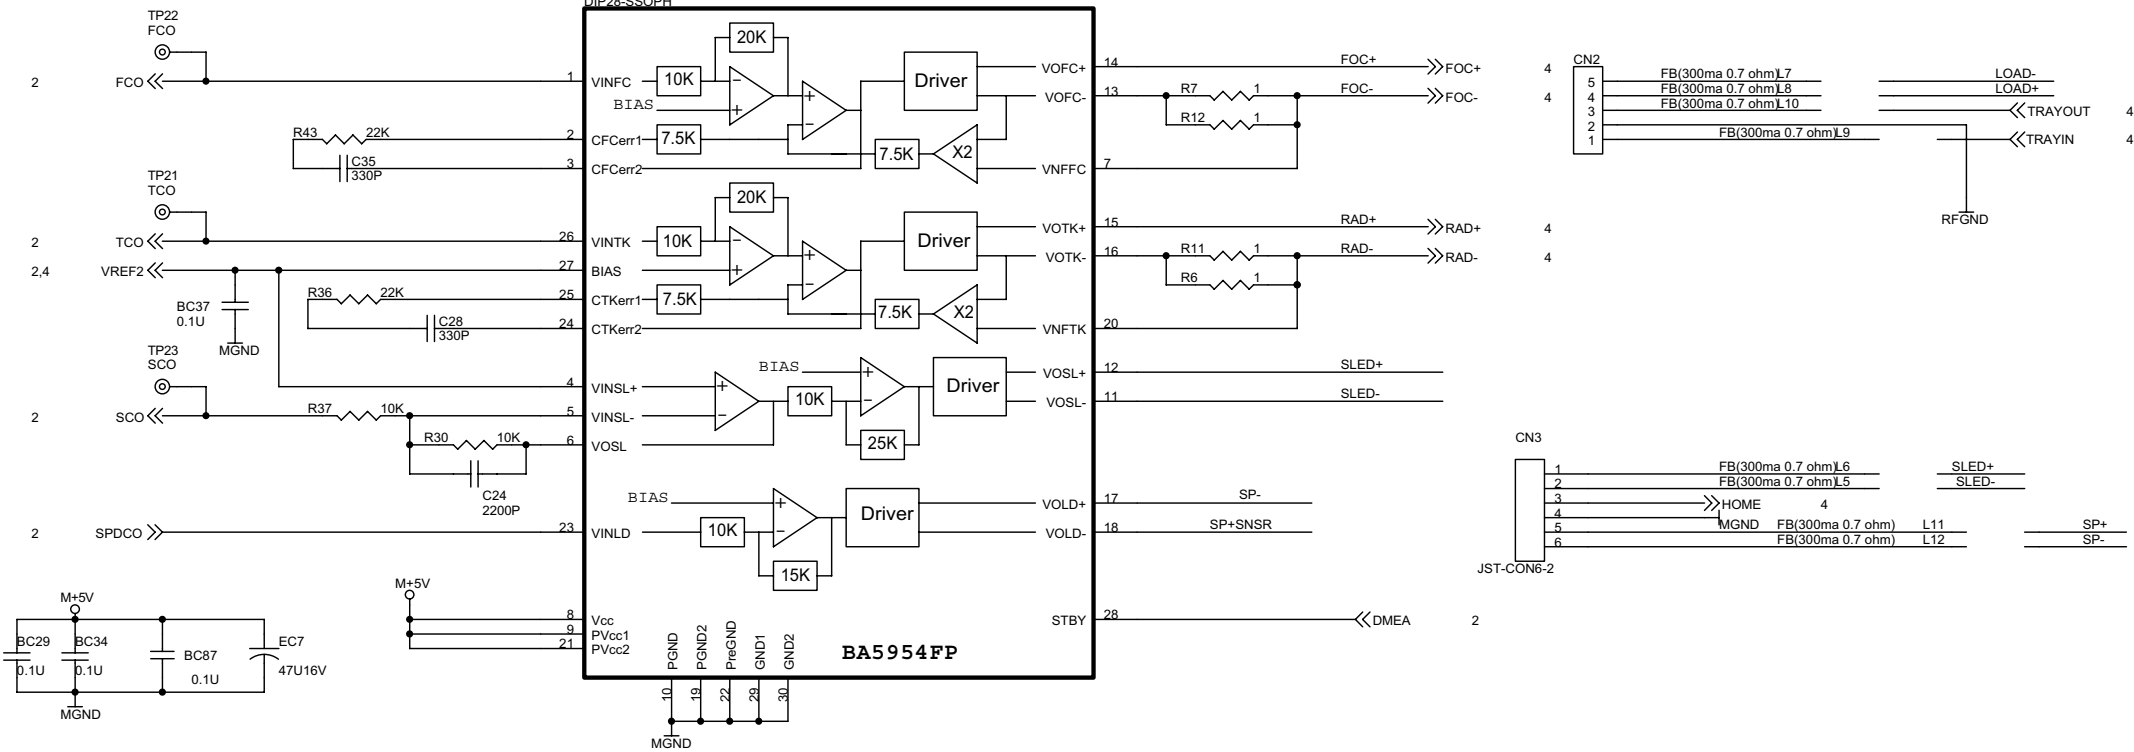 DIP28-SSOPH
TP22
FCO
2 FCO
1 VINFC
10K
20K
BIAS
Driver
VOFC+ 14
FOC+
FOC+ 4
VOFC- 13
R7 1
FOC-
FOC- 4
R12 1
R43 22K
2 CFCerr1
7.5K
C35
330P
3 CFCerr2
7.5K
X2
VNFFC 7
TP21
TCO
2 TCO
26 VINTK
10K
20K
Driver
VOTK+ 15
RAD+
RAD+ 4
2,4 VREF2
27 BIAS
VOTK- 16
R11 1
RAD-
RAD- 4
R6 1
BC37
0.1U
MGND
R36 22K
25 CTKerr1
7.5K
C28
330P
24 CTKerr2
7.5K
X2
VNFTK 20
TP23
SCO
2 SCO
4 VINSL+
BIAS
Driver
VOSL+ 12
SLED+
R37 10K
5 VINSL-
10K
VOSL- 11
SLED-
R30 10K
6 VOSL
25K
C24
2200P
BIAS
Driver
VOLD+ 17
SP-
2 SPDCO
23 VINLD
10K
15K
VOLD- 18
SP+SNSR
M+5V
8 Vcc
9 PVcc1
21 PVcc2
STBY 28
DMEA 2
PGND
PGND2
PreGND
GND1
GND2
BA5954FP
10
19
22
29
30
MGND
M+5V
BC29
0.1U
BC34
0.1U
BC87
0.1U
EC7
47U16V
MGND
CN2
5 FB(300ma 0.7 ohm)L7 LOAD-
4 FB(300ma 0.7 ohm)L8 LOAD+
3 FB(300ma 0.7 ohm)L10 TRAYOUT 4
2
1 FB(300ma 0.7 ohm)L9 TRAYIN 4
RFGND
CN3
1 FB(300ma 0.7 ohm)L6 SLED+
2 FB(300ma 0.7 ohm)L5 SLED-
3 HOME 4
4 MGND
5 FB(300ma 0.7 ohm) L11 SP+
6 FB(300ma 0.7 ohm) L12 SP-
JST-CON6-2